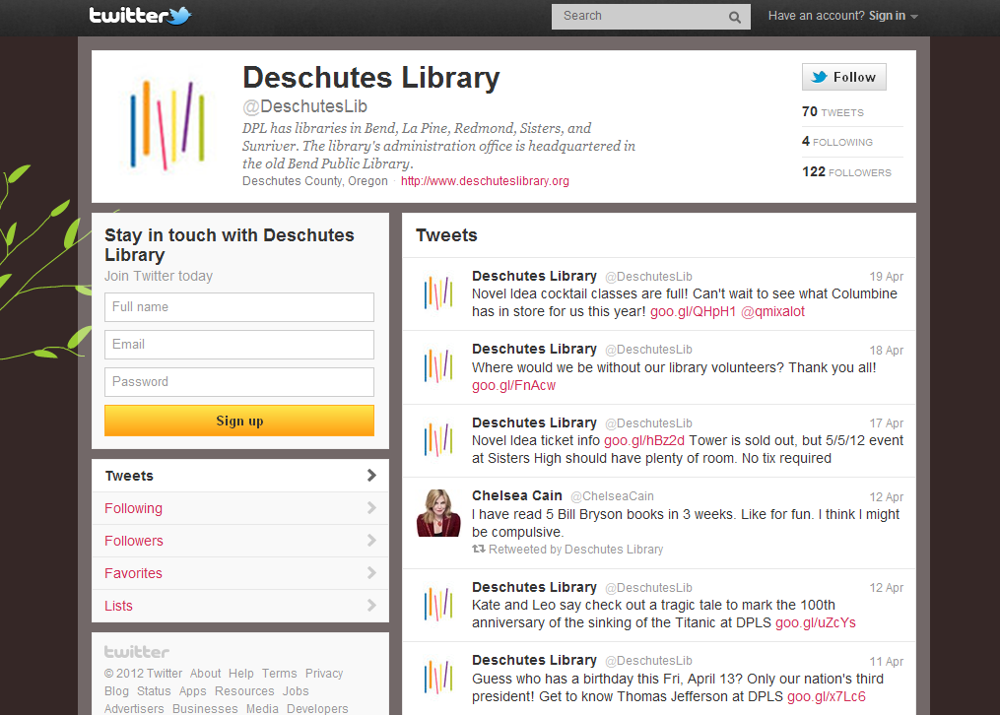 twitter
Search
Have an account? Sign in
Deschutes Library
@DeschutesLib
DPL has libraries in Bend, La Pine, Redmond, Sisters, and
Sunriver. The library's administration office is headquartered in
the old Bend Public Library.
Deschutes County, Oregon · http://www.deschuteslibrary.org
Follow
70 TWEETS
4 FOLLOWING
122 FOLLOWERS
Stay in touch with Deschutes
Library
Join Twitter today
Full name
Email
Password
Sign up
Tweets
Following
Followers
Favorites
Lists
twitter
© 2012 Twitter About Help Terms Privacy
Blog Status Apps Resources Jobs
Advertisers Businesses Media Developers
Tweets
Deschutes Library @DeschutesLib 19 Apr
Novel Idea cocktail classes are full! Can't wait to see what Columbine
has in store for us this year! goo.gl/QHpH1 @qmixalot
Deschutes Library @DeschutesLib 18 Apr
Where would we be without our library volunteers? Thank you all!
goo.gl/FnAcw
Deschutes Library @DeschutesLib 17 Apr
Novel Idea ticket info goo.gl/hBz2d Tower is sold out, but 5/5/12 event
at Sisters High should have plenty of room. No tix required
Chelsea Cain @ChelseaCain 12 Apr
I have read 5 Bill Bryson books in 3 weeks. Like for fun. I think I might
be compulsive.
Retweeted by Deschutes Library
Deschutes Library @DeschutesLib 12 Apr
Kate and Leo say check out a tragic tale to mark the 100th
anniversary of the sinking of the Titanic at DPLS goo.gl/uZcYs
Deschutes Library @DeschutesLib 11 Apr
Guess who has a birthday this Fri, April 13? Only our nation's third
president! Get to know Thomas Jefferson at DPLS goo.gl/x7Lc6